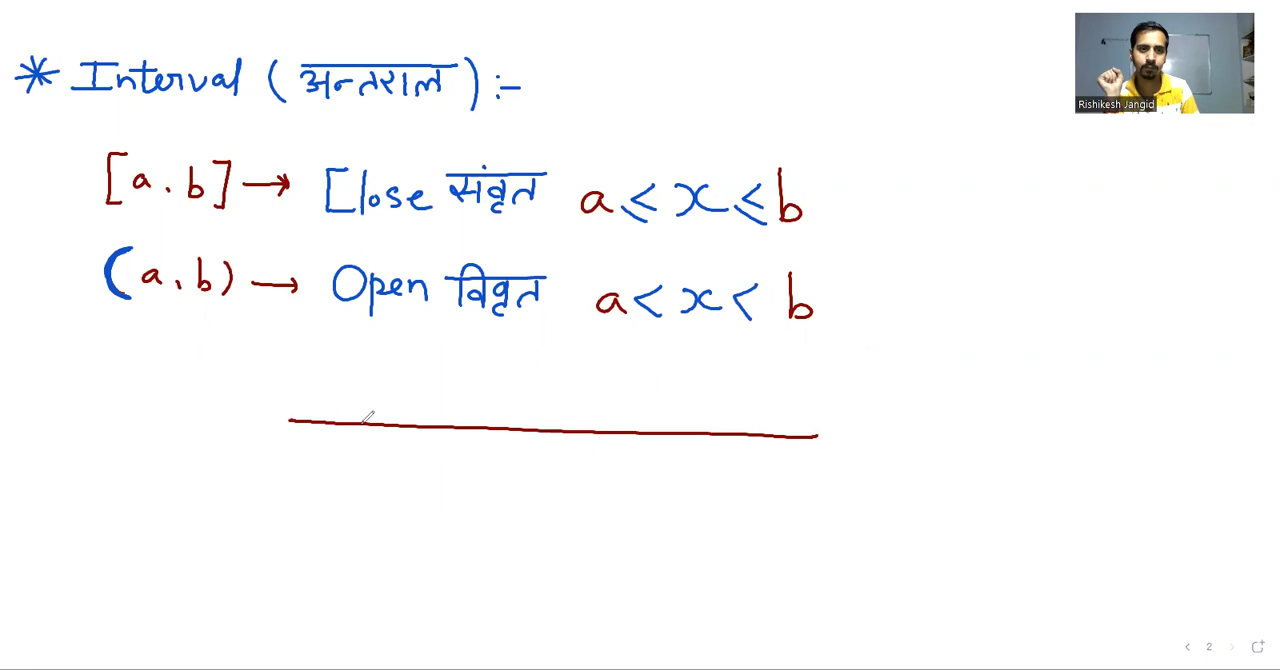 * Interval (अन्तराल) :-
Rishikesh Jangid
[a, b] → Close संवृत a ≤ x ≤ b
(a, b) → Open विवृत a < x < b
< 2 >